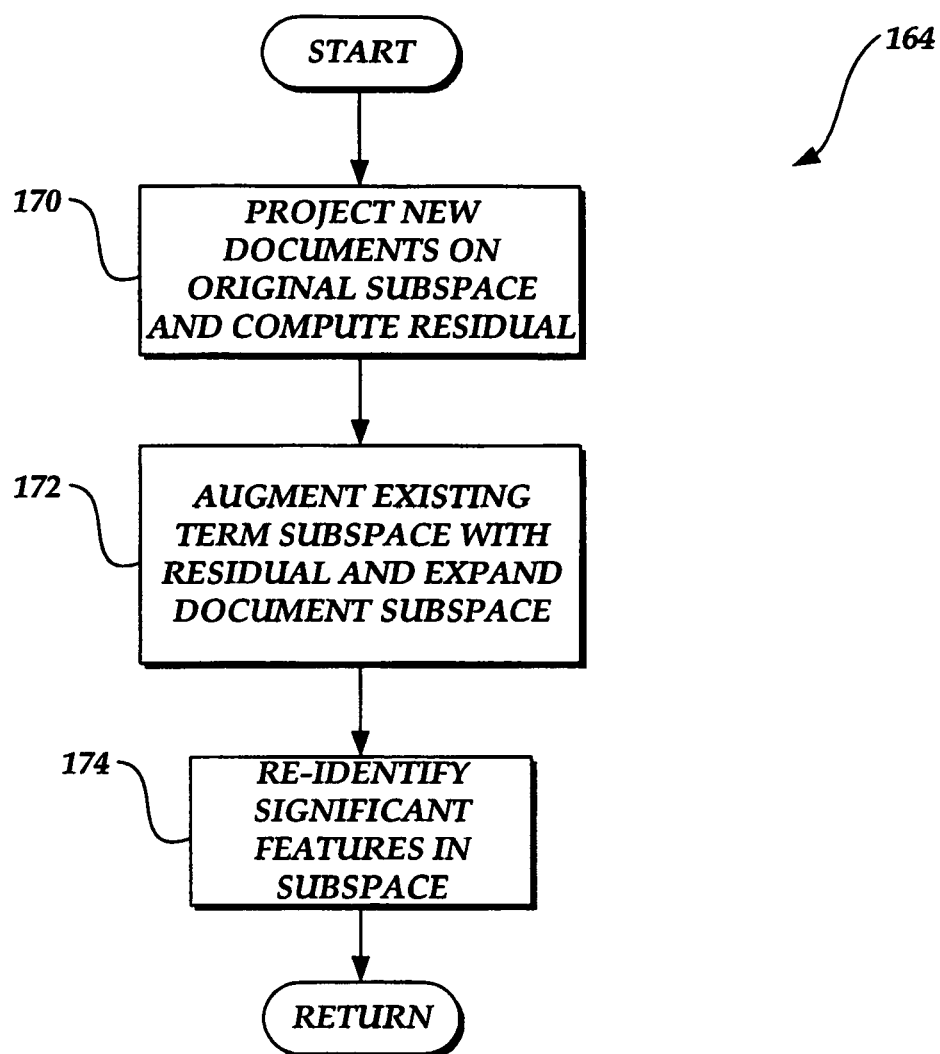 START
164
170
PROJECT NEW
DOCUMENTS ON
ORIGINAL SUBSPACE
AND COMPUTE RESIDUAL
172
AUGMENT EXISTING
TERM SUBSPACE WITH
RESIDUAL AND EXPAND
DOCUMENT SUBSPACE
174
RE-IDENTIFY
SIGNIFICANT
FEATURES IN
SUBSPACE
RETURN